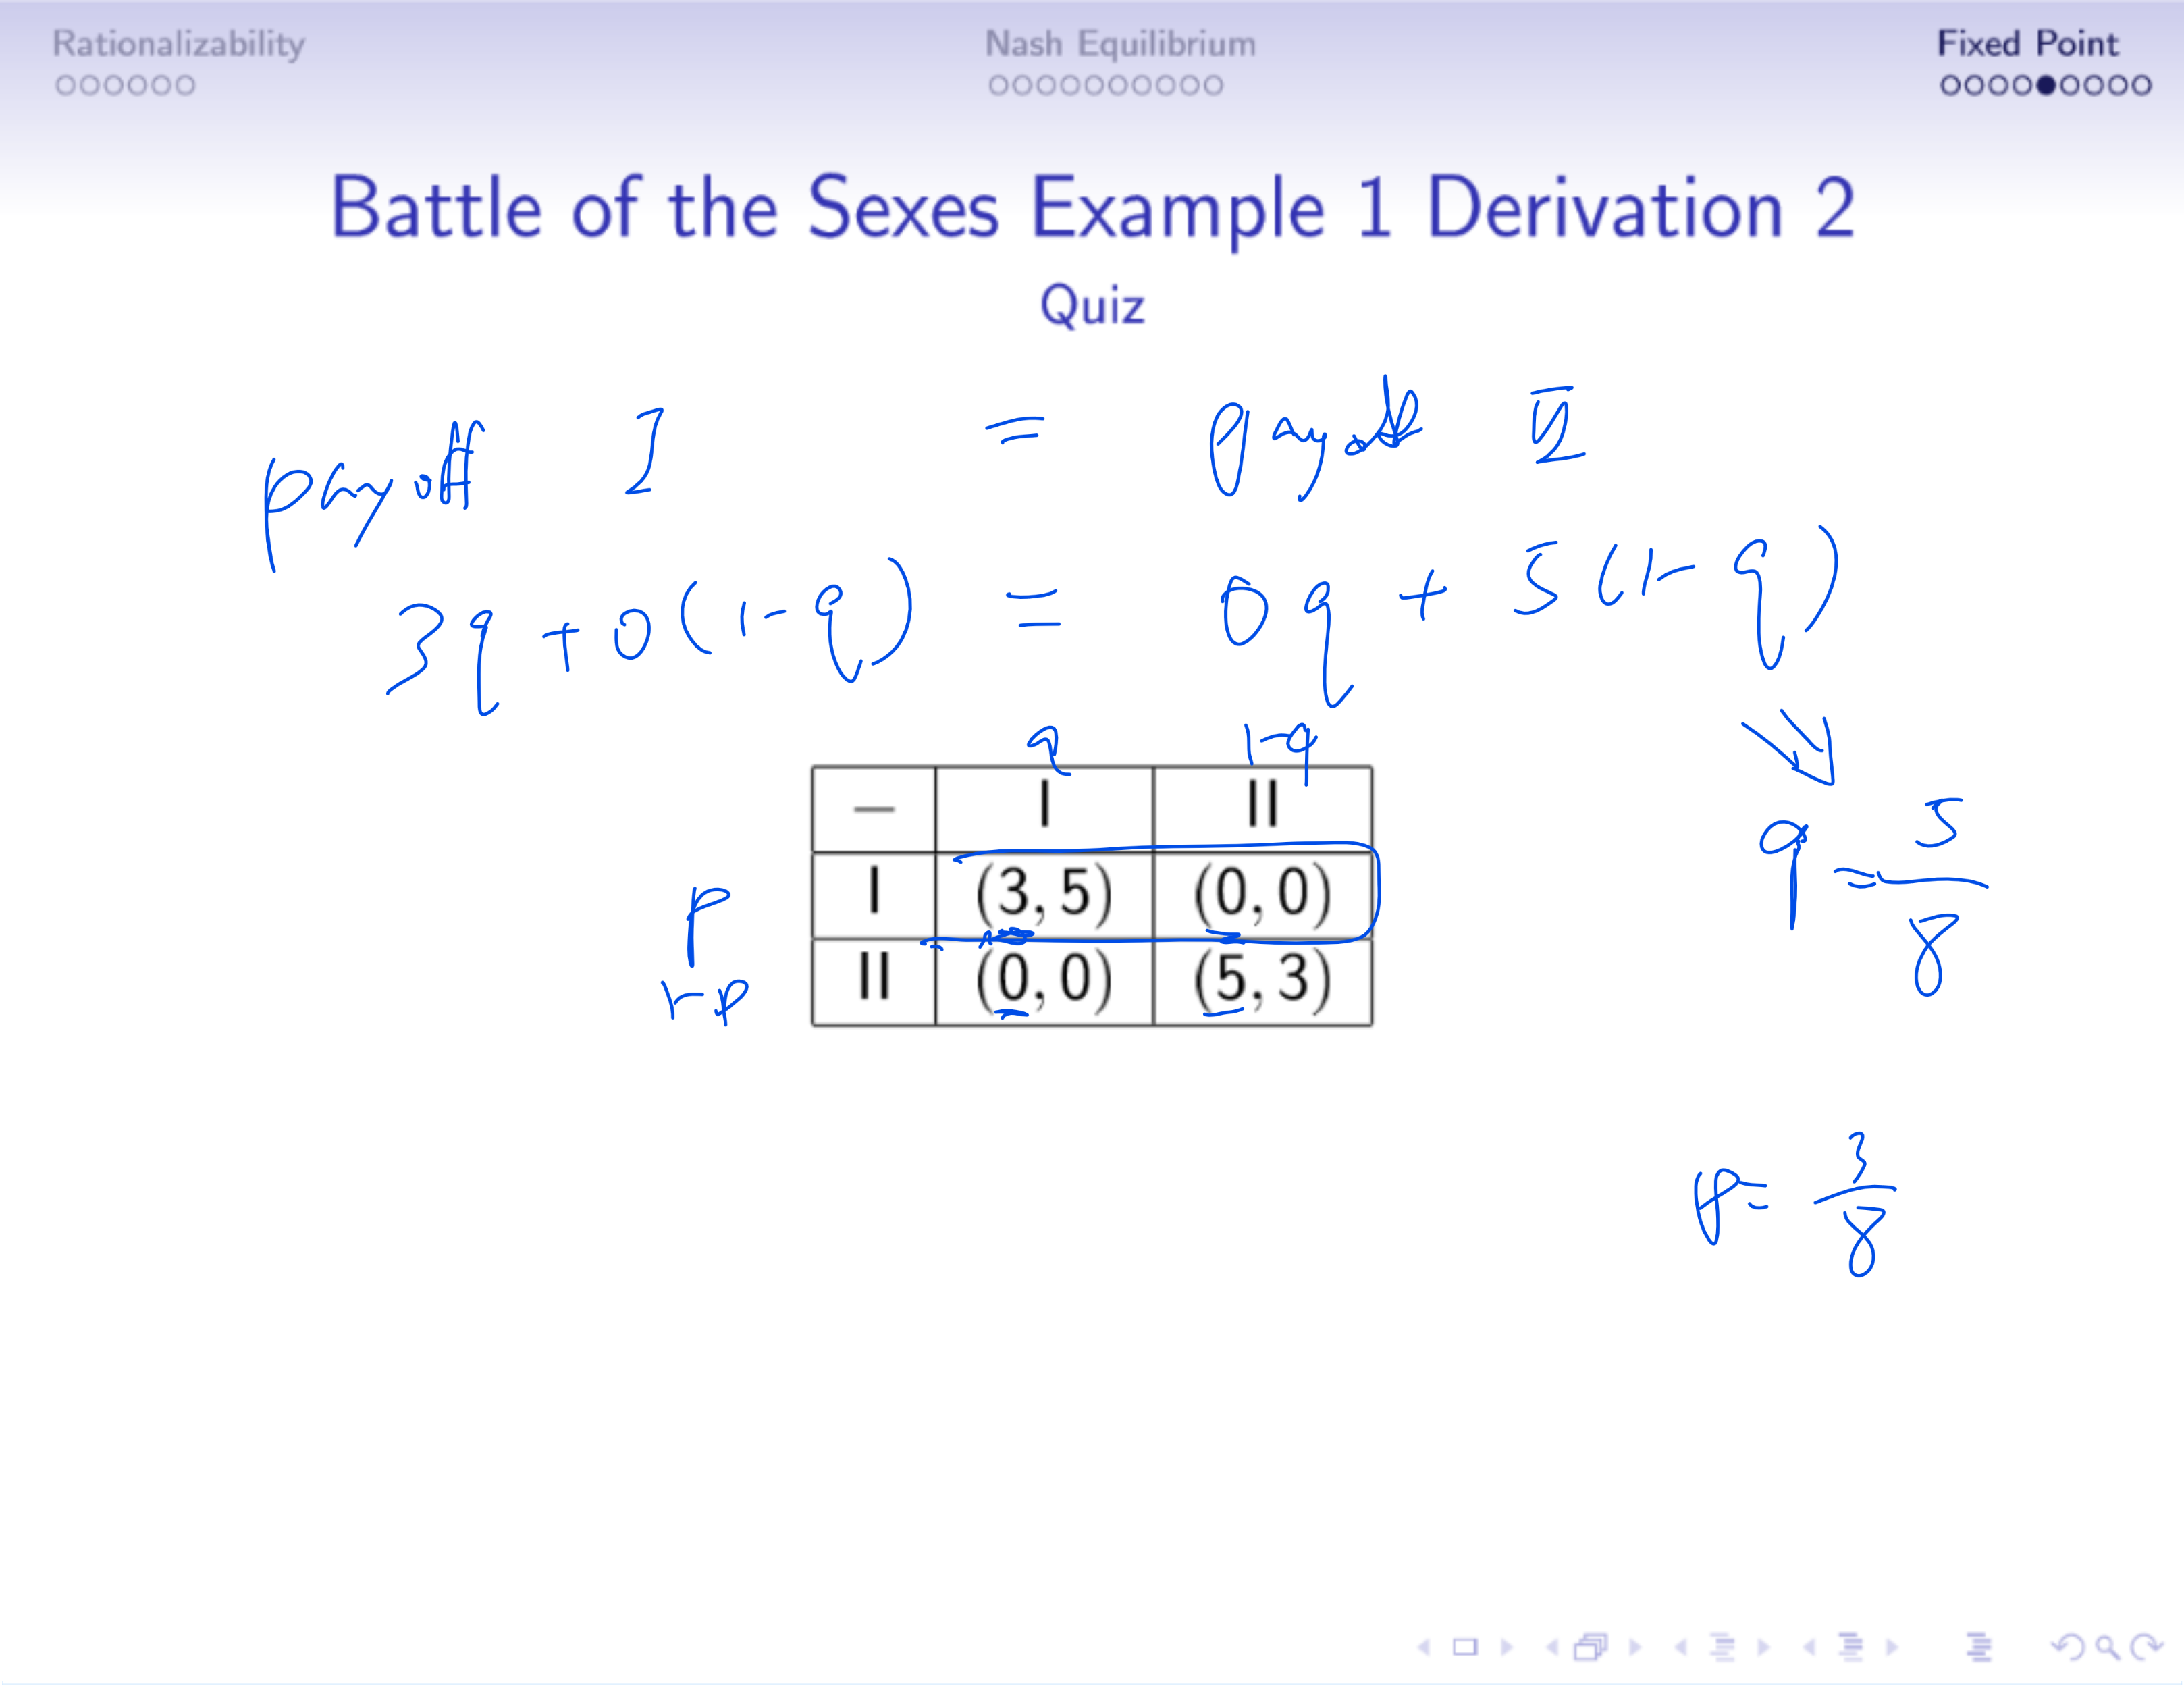 Rationalizability Nash Equilibrium Fixed Point
Battle of the Sexes Example 1 Derivation 2
Quiz
payoff I = payoff II
3q + 0(1-q) = 0q + 5(1-q)
q 1-q
– I II
p I (3, 5) (0, 0)
1-p II (0, 0) (5, 3)
q = 5/8
p = 3/8